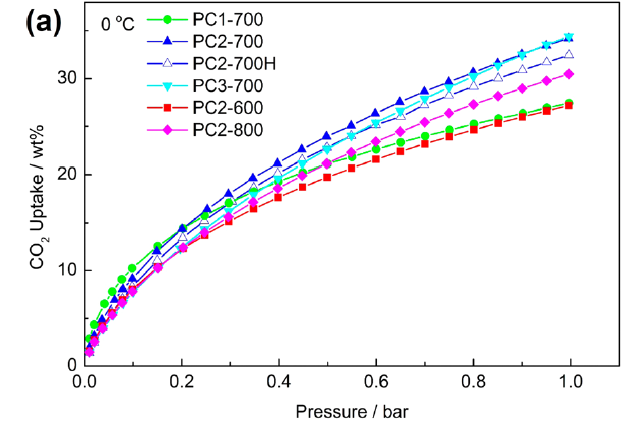 (a)
0 °C
PC1-700
PC2-700
PC2-700H
PC3-700
PC2-600
PC2-800
CO2 Uptake / wt%
30
20
10
0
0.0 0.2 0.4 0.6 0.8 1.0
Pressure / bar